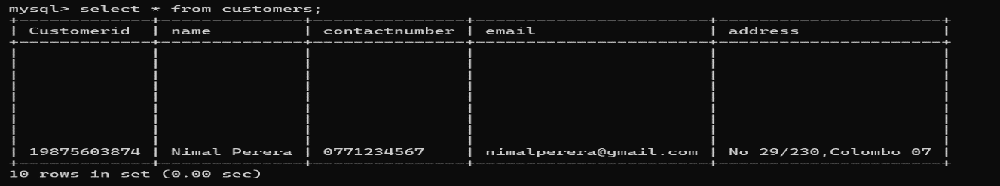 mysql> select * from customers;
| Customerid | name | contactnumber | email | address |
| 19875603874 | Nimal Perera | 0771234567 | nimalperera@gmail.com | No 29/230,Colombo 07 |
10 rows in set (0.00 sec)